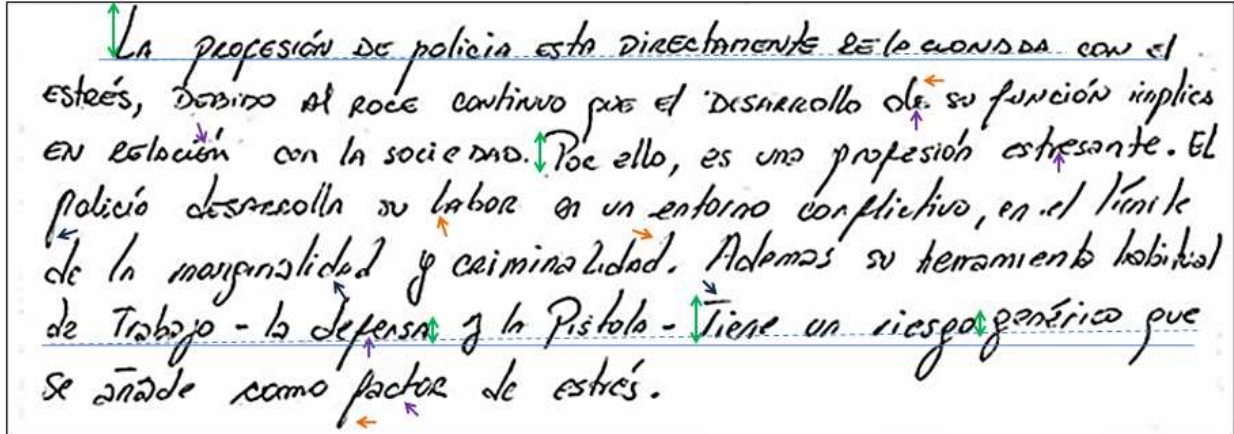 LA PROFESIÓN DE policia esta DIRECtAMENTE RElacIONADA con el
EStRÉS, DEBIDO Al ROCE CONtINUO que El DESARROllo de su fUNCIÓN implica
EN RElación con lA sociedAD. Por ello, es una profesión estresante. El
policía desarrolla su labor en un entorno conflictivo, en el límite
de la marginalidad y criminalidad. Ademas su herramienta habitual
de Trabajo - la defensa y la Pistola - Tiene un riesgo genérico que
se añade como factor de estrés.